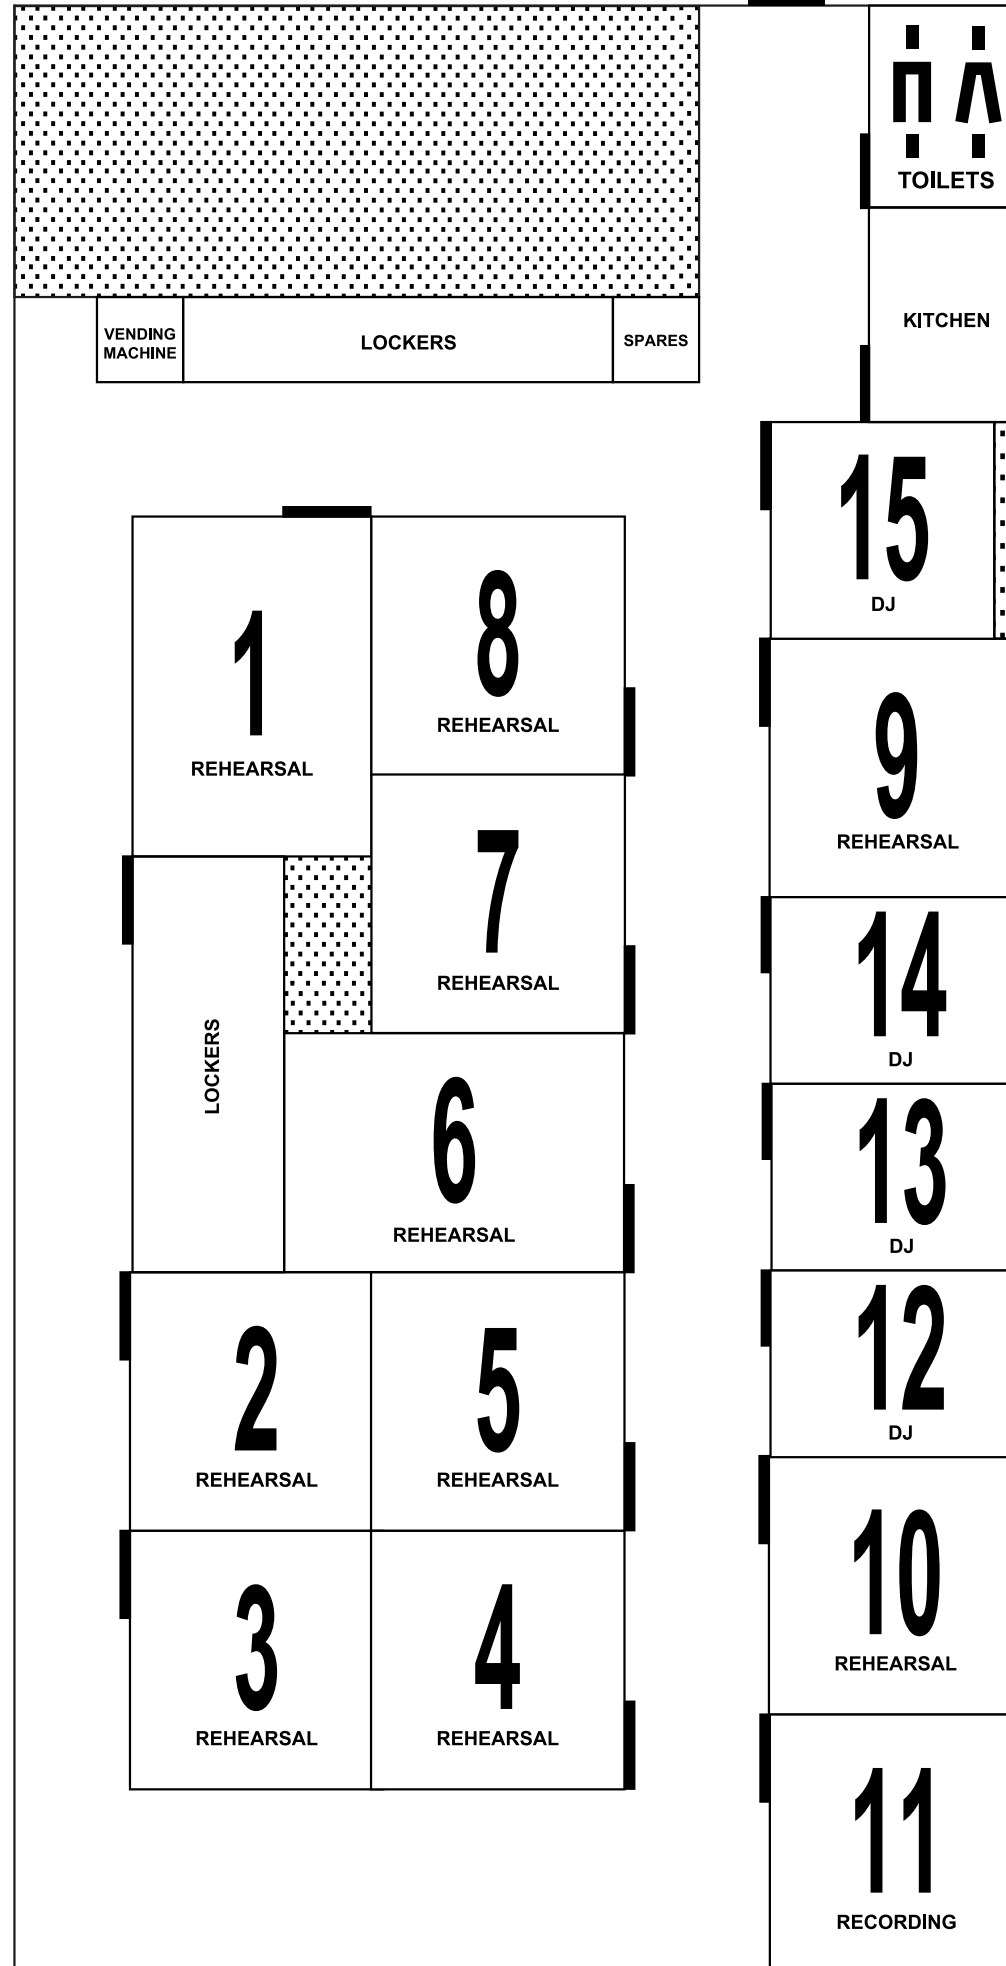 TOILETS
KITCHEN
VENDING
MACHINE
LOCKERS
SPARES
15
DJ
1
REHEARSAL
8
REHEARSAL
9
REHEARSAL
7
REHEARSAL
14
DJ
LOCKERS
6
REHEARSAL
13
DJ
2
REHEARSAL
5
REHEARSAL
12
DJ
10
REHEARSAL
3
REHEARSAL
4
REHEARSAL
11
RECORDING